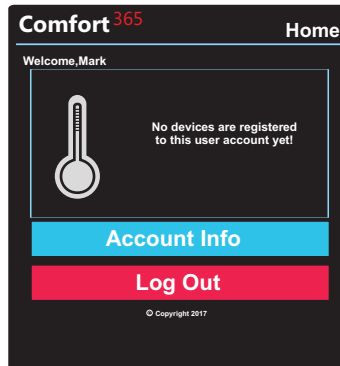 Comfort 365
Home
Welcome,Mark
No devices are registered
to this user account yet!
Account Info
Log Out
© Copyright 2017